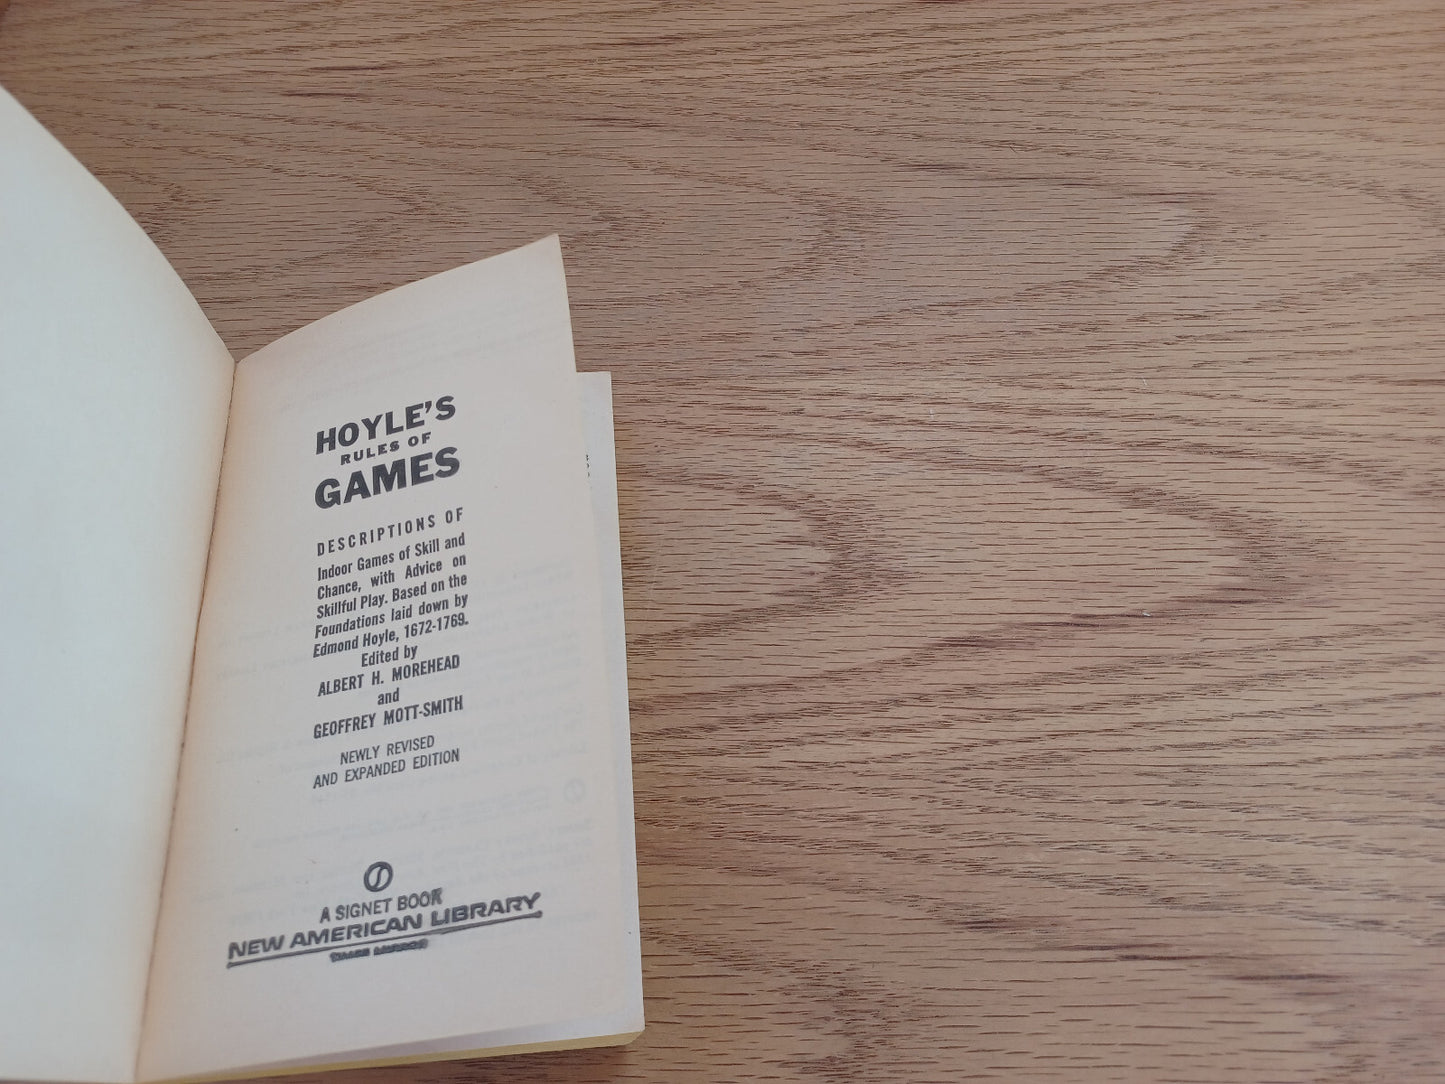 HOYLE'S
RULES OF
GAMES
DESCRIPTIONS OF
Indoor Games of Skill and
Chance, with Advice on
Skillful Play. Based on the
Foundations laid down by
Edmond Hoyle, 1672-1769.
Edited by
ALBERT H. MOREHEAD
and
GEOFFREY MOTT-SMITH
NEWLY REVISED
AND EXPANDED EDITION
A SIGNET BOOK
NEW AMERICAN LIBRARY
TIMES MIRROR